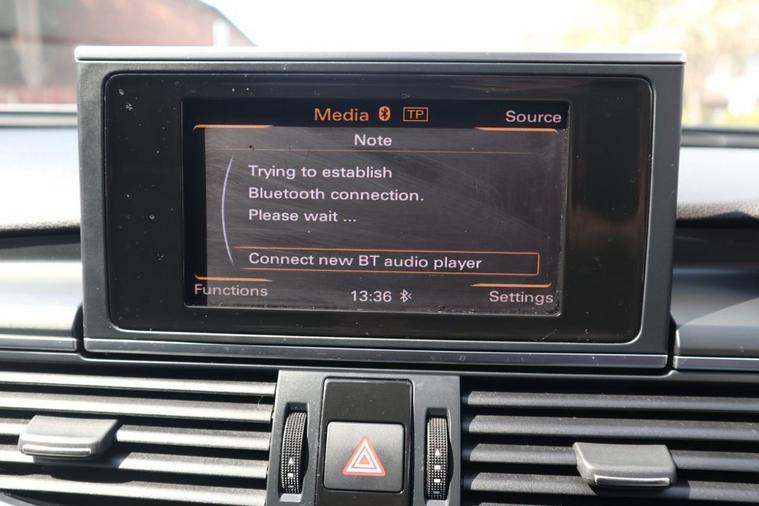 Media TP Source
Note
Trying to establish
Bluetooth connection.
Please wait ...
Connect new BT audio player
Functions 13:36 Settings